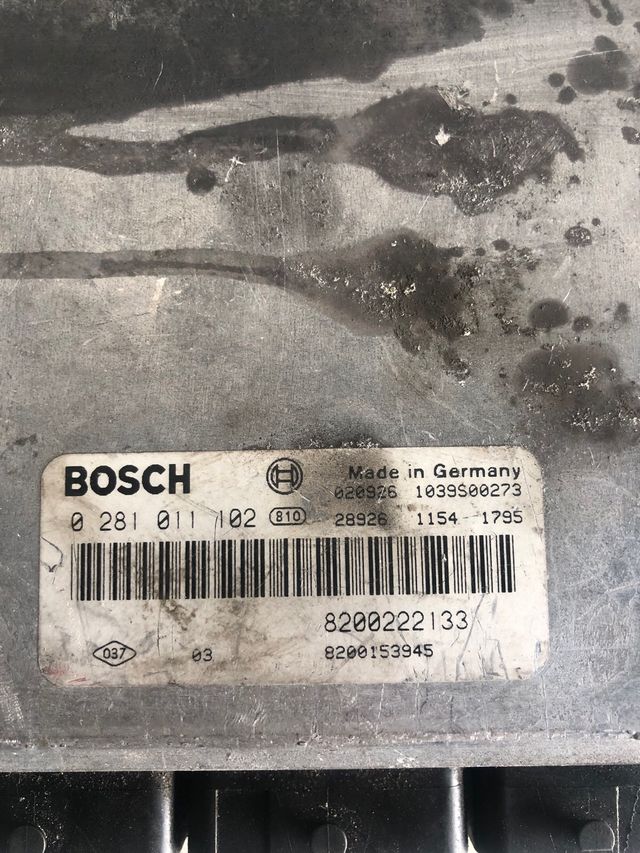 BOSCH
Made in Germany
020926 1039S00273
0 281 011 102 810 28926 1154 1795
8200222133
037 03 8200153945